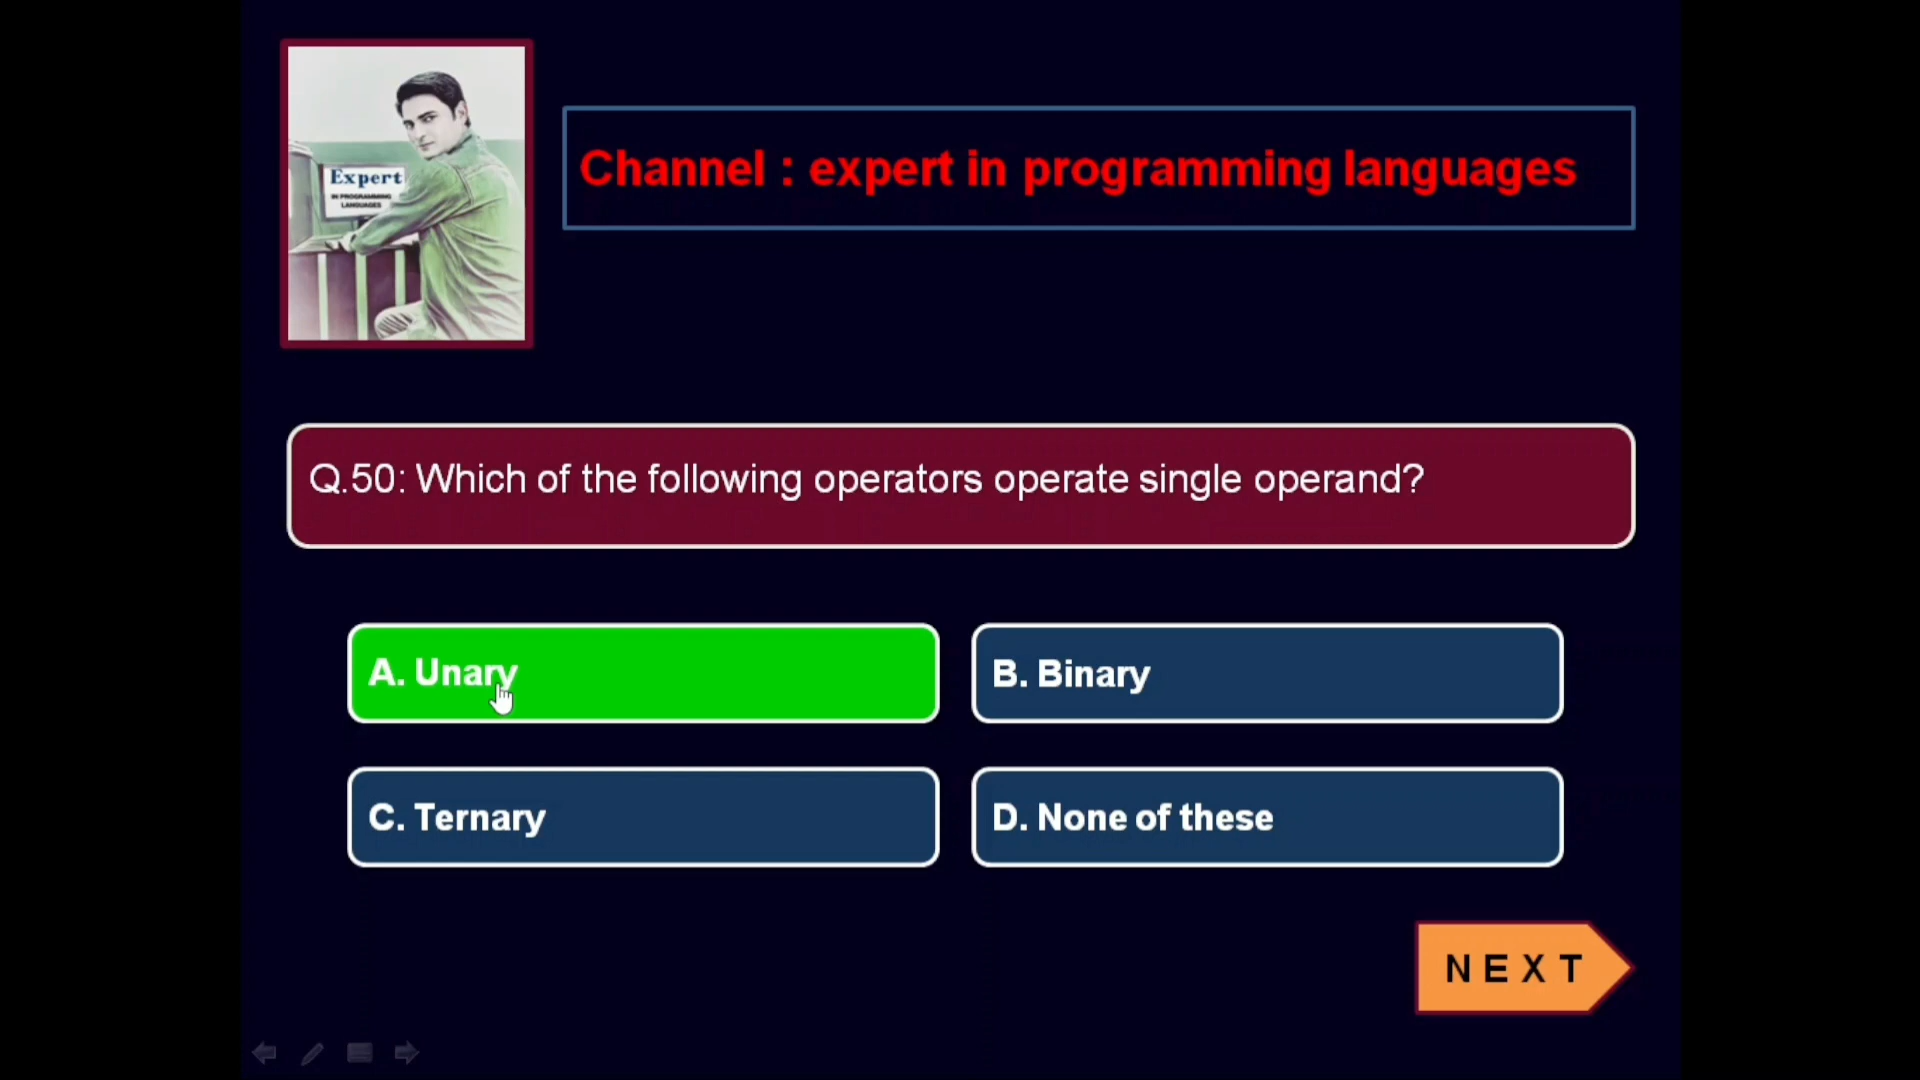 Expert
IN PROGRAMMING
LANGUAGES
Channel : expert in programming languages
Q.50: Which of the following operators operate single operand?
A. Unary
B. Binary
C. Ternary
D. None of these
NEXT